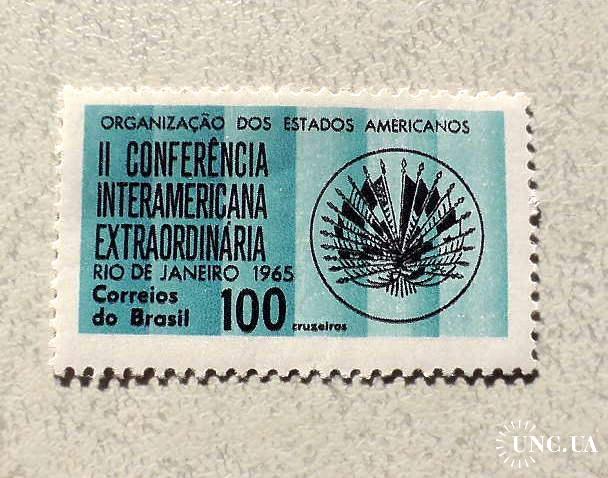 ORGANIZAÇÃO DOS ESTADOS AMERICANOS
II CONFERÊNCIA
INTERAMERICANA
EXTRAORDINÁRIA
RIO DE JANEIRO 1965
Correios
do Brasil 100 cruzeiros
UNC.UA